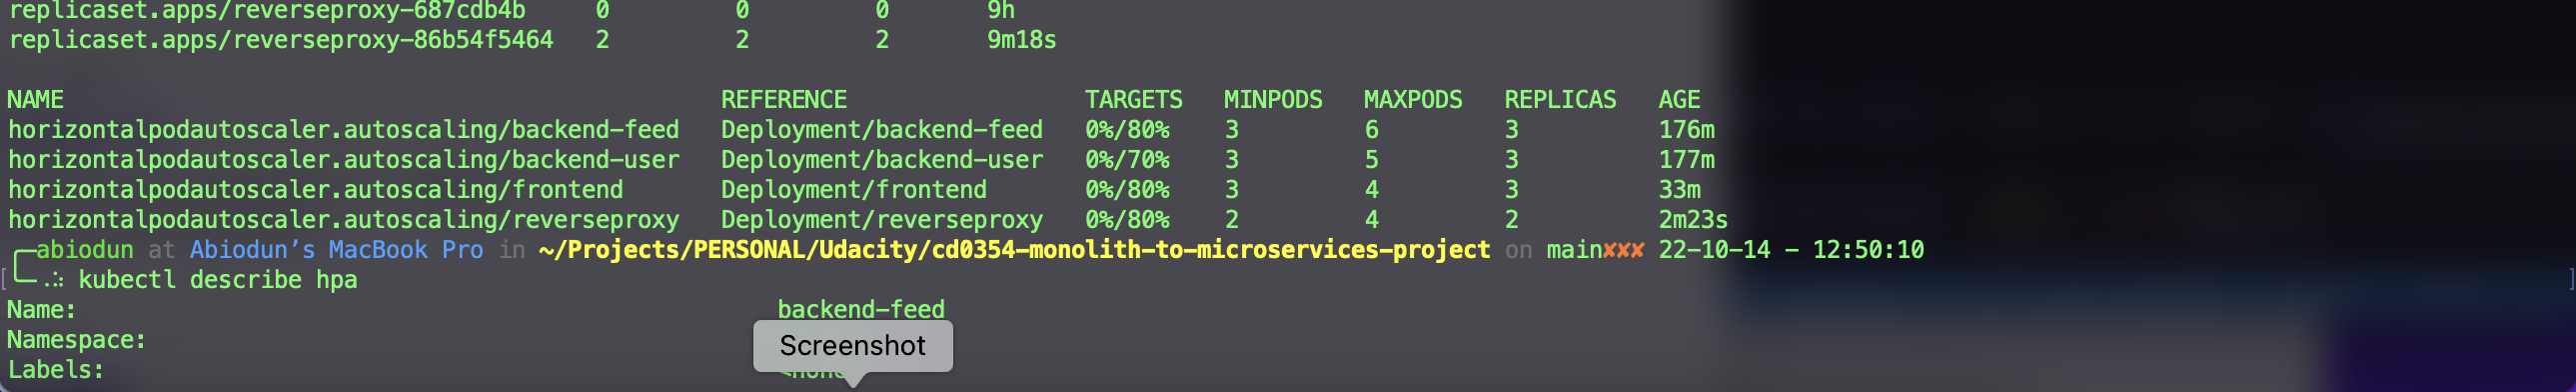 replicaset.apps/reverseproxy-687cdb4b 0 0 0 9h
replicaset.apps/reverseproxy-86b54f5464 2 2 2 9m18s
NAME REFERENCE TARGETS MINPODS MAXPODS REPLICAS AGE
horizontalpodautoscaler.autoscaling/backend-feed Deployment/backend-feed 0%/80% 3 6 3 176m
horizontalpodautoscaler.autoscaling/backend-user Deployment/backend-user 0%/70% 3 5 3 177m
horizontalpodautoscaler.autoscaling/frontend Deployment/frontend 0%/80% 3 4 3 33m
horizontalpodautoscaler.autoscaling/reverseproxy Deployment/reverseproxy 0%/80% 2 4 2 2m23s
abiodun at Abiodun’s MacBook Pro in ~/Projects/PERSONAL/Udacity/cd0354-monolith-to-microservices-project on main✘✘✘ 22-10-14 - 12:50:10
kubectl describe hpa
Name: backend-feed
Namespace:
Screenshot
Labels: